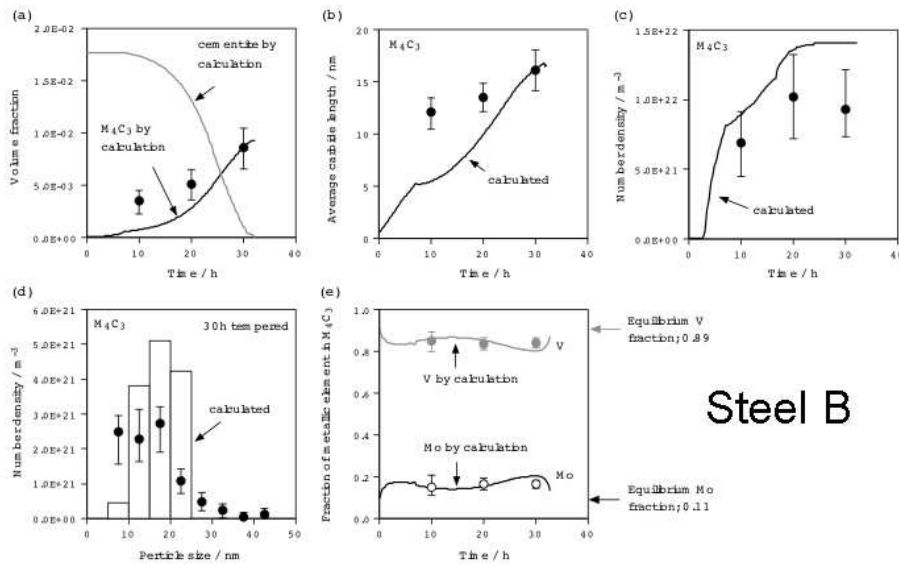 (a)
2.0E-02
1.5E-02
1.0E-02
5.0E-03
0.0E+00
Volume fraction
cementite by
calculation
M₄C₃ by
calculation
0 10 20 30 40
Time / h
(b)
20
15
10
5
0
Average carbide length / nm
M₄C₃
calculated
0 10 20 30 40
Time / h
(c)
1.5E+22
1.0E+22
5.0E+21
0.0E+00
Number density / m⁻³
M₄C₃
calculated
0 10 20 30 40
Time / h
(d)
6.0E+21
5.0E+21
4.0E+21
3.0E+21
2.0E+21
1.0E+21
0.0E+00
Number density / m⁻³
M₄C₃
30h tempered
calculated
0 10 20 30 40 50
Perticle size / nm
(e)
1.0
0.8
0.6
0.4
0.2
0.0
Fraction of metallic element in M₄C₃
V
V by calculation
Mo by calculation
Mo
0 10 20 30 40
Time / h
Equilibrium V
fraction;0.89
Equilibrium Mo
fraction;0.11
Steel B